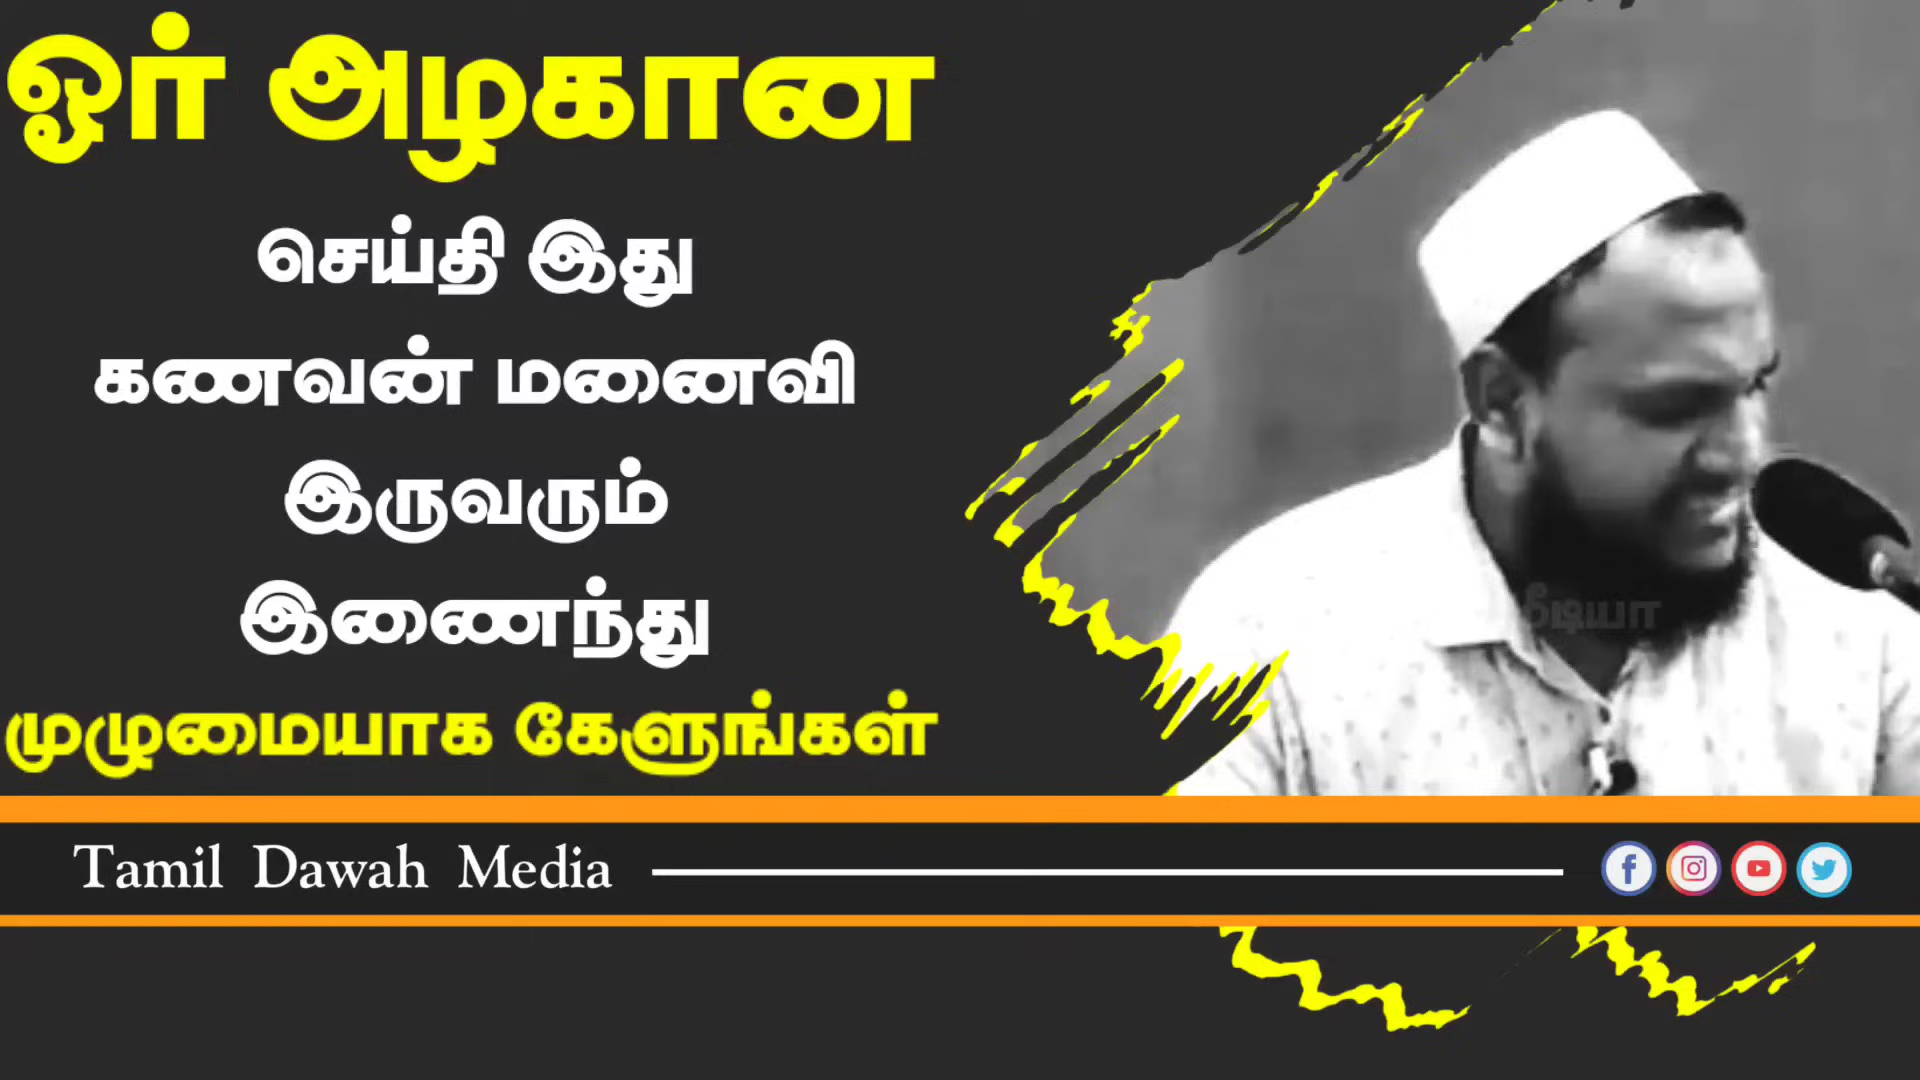 ஓர் அழகான
செய்தி இது
கணவன் மனைவி
இருவரும்
இணைந்து
முழுமையாக கேளுங்கள்
மீடியா
Tamil Dawah Media